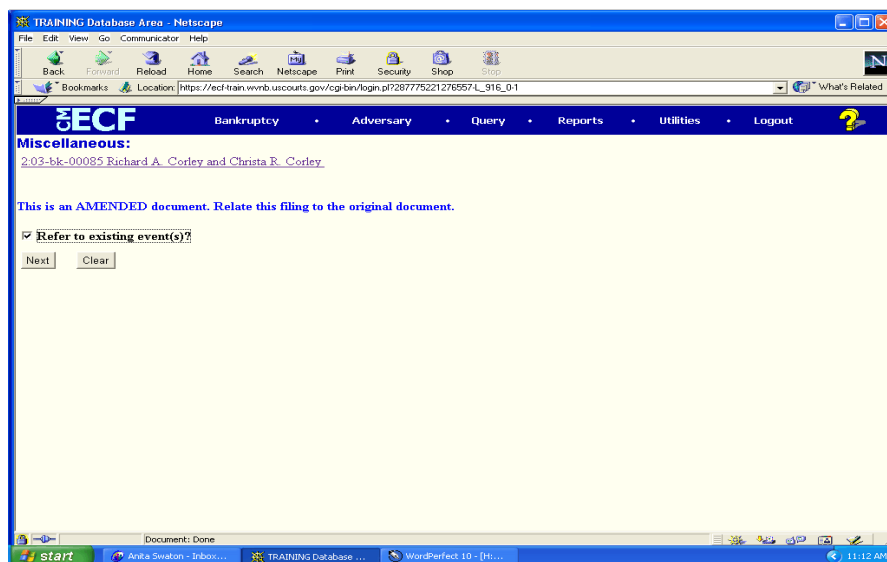 TRAINING Database Area - Netscape
File Edit View Go Communicator Help
Back Forward Reload Home Search Netscape Print Security Shop Stop
Bookmarks Location: https://ecf-train.wvnb.uscourts.gov/cgi-bin/login.pl?287775221276557-L_916_0-1 What's Related
CM ECF Bankruptcy • Adversary • Query • Reports • Utilities • Logout ?
Miscellaneous:
2:03-bk-00085 Richard A. Corley and Christa R. Corley
This is an AMENDED document. Relate this filing to the original document.
Refer to existing event(s)?
Next Clear
Document: Done
start Anita Swaton - Inbox... TRAINING Database ... WordPerfect 10 - [H:... 11:12 AM